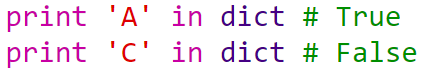 print 'A' in dict # True
print 'C' in dict # False